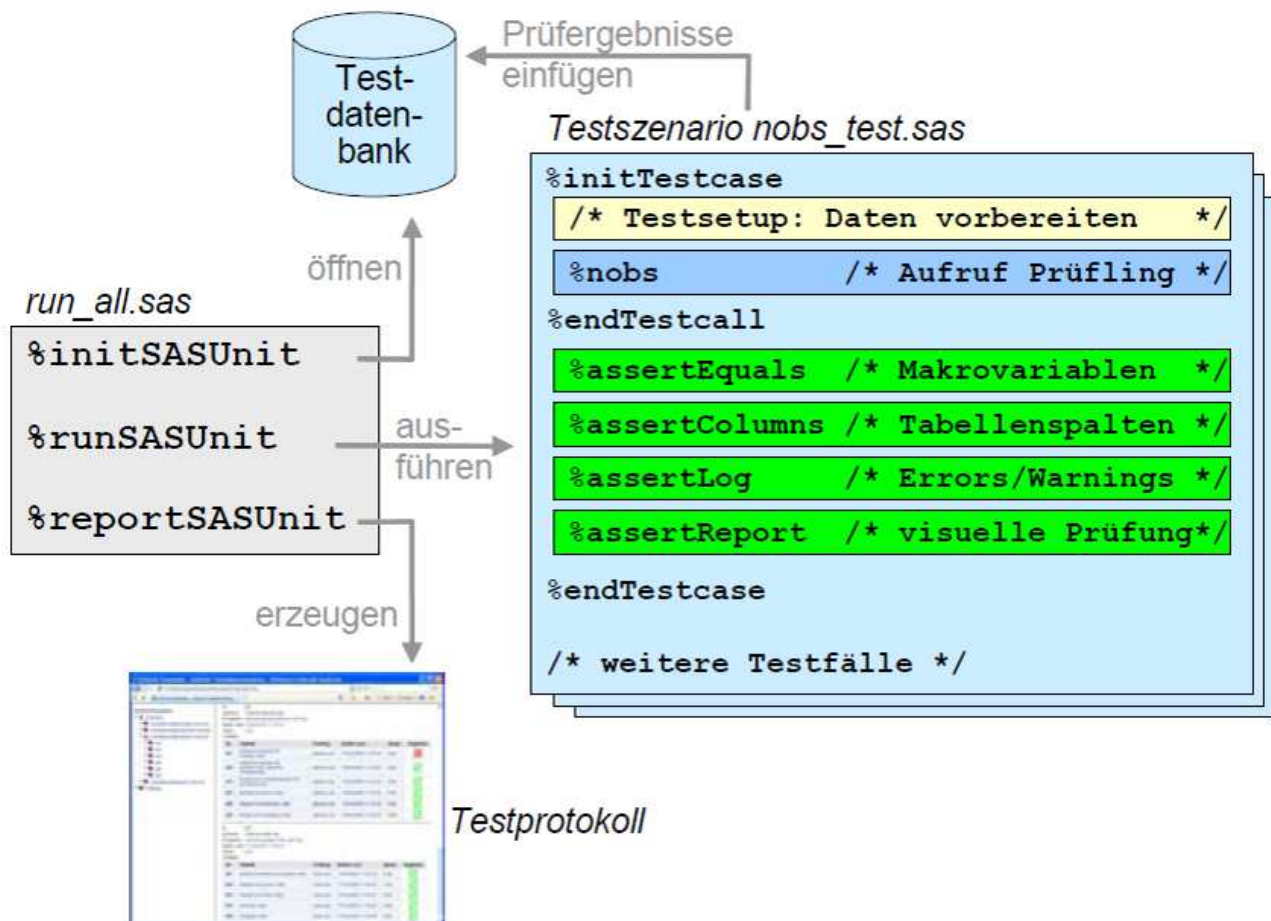 Prüfergebnisse
einfügen
Test-
daten-
bank
Testszenario nobs_test.sas
%initTestcase
/* Testsetup: Daten vorbereiten */
%nobs /* Aufruf Prüfling */
%endTestcall
%assertEquals /* Makrovariablen */
%assertColumns /* Tabellenspalten */
%assertLog /* Errors/Warnings */
%assertReport /* visuelle Prüfung*/
%endTestcase
/* weitere Testfälle */
öffnen
run_all.sas
%initSASUnit
%runSASUnit
%reportSASUnit
aus-
führen
erzeugen
Testprotokoll